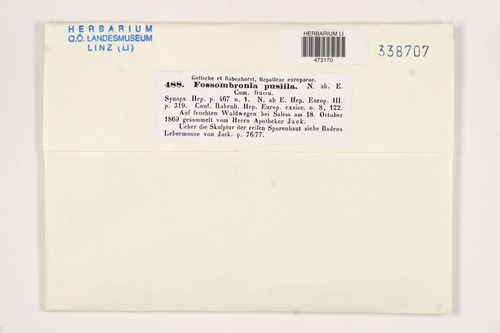 HERBARIUM
O.Ö. LANDESMUSEUM
LINZ (LI)
HERBARIUM LI
473170
338707
Gottsche et Rabenhorst, Hepaticae europaeae.
488. Fossombronia pusilla. N. ab. E.
Com. fructu.
Synops. Hep. p. 467 n. 1. N. ab E. Hep. Europ. III.
p. 319. Conf. Rabenh. Hep. Europ. exsicc. n. 8, 122.
Auf feuchten Waldwegen bei Salem am 18. October
1869 gesammelt vom Herrn Apotheker Jack.
Ueber die Skulptur der reifen Sporenhaut siebe Badens
Lebermoose von Jack. p. 76/77.